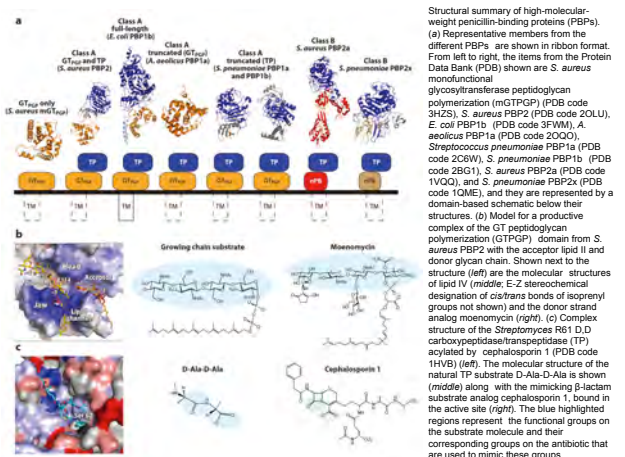 a
Class A
GTPGP and TP
(S. aureus PBP2)
Class A
full-length
(E. coli PBP1b)
Class A
truncated (GTPGP)
(A. aeolicus PBP1a)
Class A
truncated (TP)
(S. pneumoniae PBP1a
and PBP1b)
Class B
S. aureus PBP2a
Class B
S. pneumoniae PBP2x
GTPGP only
(S. aureus mGTPGP)
TP TP TP TP TP TP
GTPGP GTPGP GTPGP GTPGP GTPGP GTPGP nPB nPB
TM TM TM TM TM TM TM TM
b
Growing chain substrate
Moenomycin
Head
Acceptor
Jaw
c
D-Ala-D-Ala
Cephalosporin 1
Structural summary of high-molecular-
weight penicillin-binding proteins (PBPs).
(a) Representative members from the
different PBPs are shown in ribbon format.
From left to right, the items from the Protein
Data Bank (PDB) shown are S. aureus
monofunctional
glycosyltransferase peptidoglycan
polymerization (mGTPGP) (PDB code
3HZS), S. aureus PBP2 (PDB code 2OLU),
E. coli PBP1b (PDB code 3FWM), A.
aeolicus PBP1a (PDB code 2OQO),
Streptococcus pneumoniae PBP1a (PDB
code 2C6W), S. pneumoniae PBP1b (PDB
code 2BG1), S. aureus PBP2a (PDB code
1VQQ), and S. pneumoniae PBP2x (PDB
code 1QME), and they are represented by a
domain-based schematic below their
structures. (b) Model for a productive
complex of the GT peptidoglycan
polymerization (GTPGP) domain from S.
aureus PBP2 with the acceptor lipid II and
donor glycan chain. Shown next to the
structure (left) are the molecular structures
of lipid IV (middle; E-Z stereochemical
designation of cis/trans bonds of isoprenyl
groups not shown) and the donor strand
analog moenomycin (right). (c) Complex
structure of the Streptomyces R61 D,D
carboxypeptidase/transpeptidase (TP)
acylated by cephalosporin 1 (PDB code
1HVB) (left). The molecular structure of the
natural TP substrate D-Ala-D-Ala is shown
(middle) along with the mimicking β-lactam
substrate analog cephalosporin 1, bound in
the active site (right). The blue highlighted
regions represent the functional groups on
the substrate molecule and their
corresponding groups on the antibiotic that
are used to mimic these groups